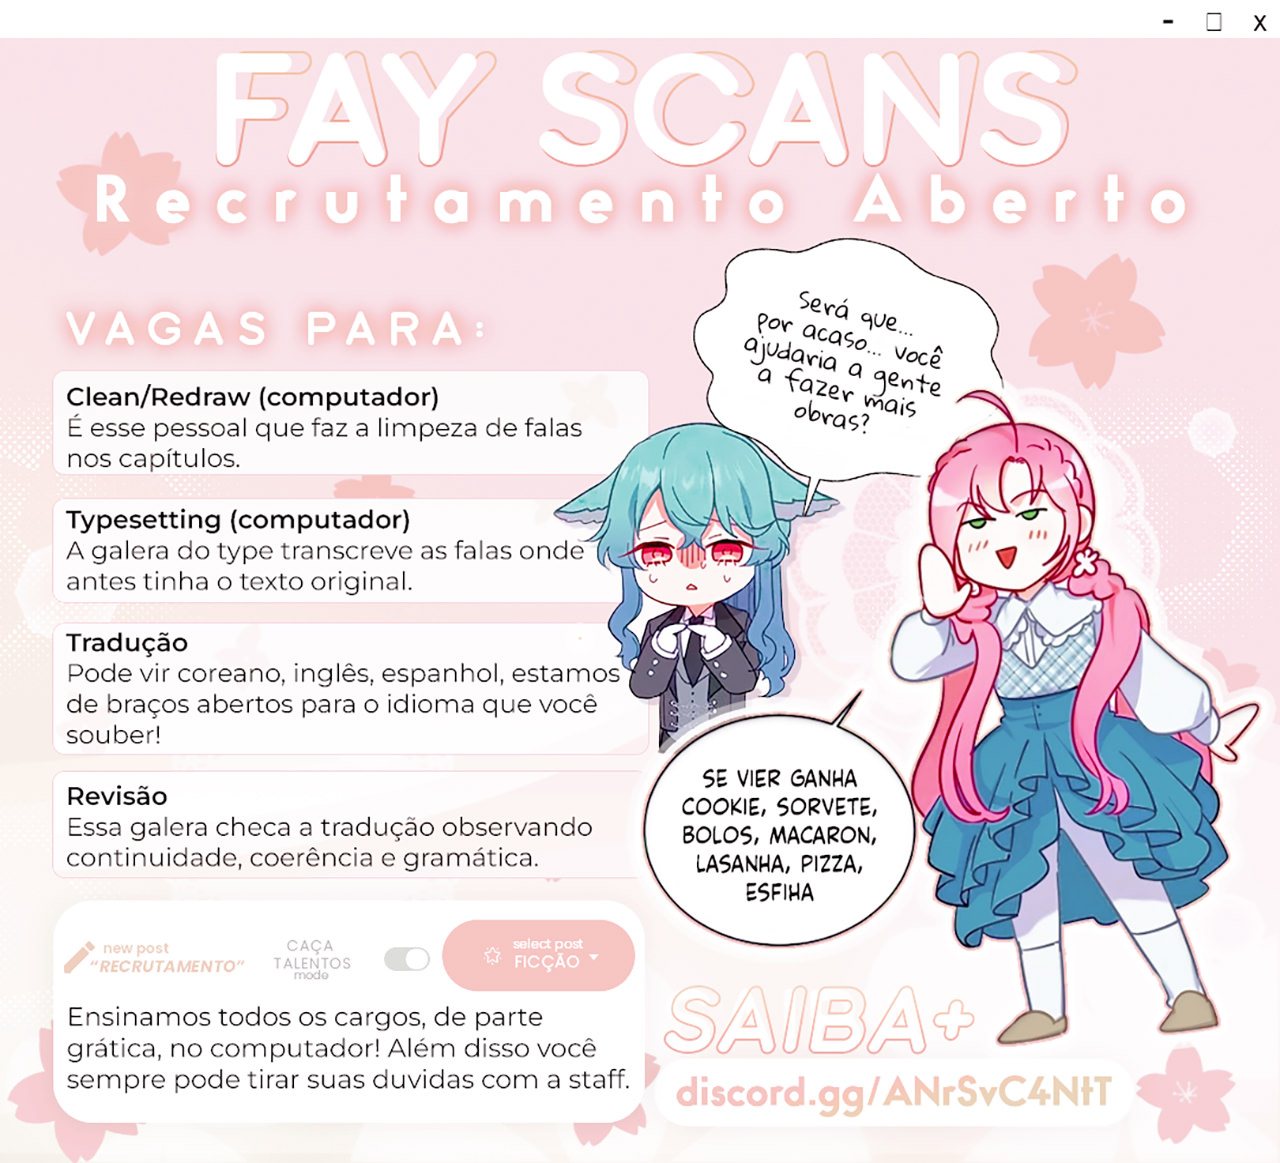 FAY SCANS
Recrutamento Aberto
VAGAS PARA:
Clean/Redraw (computador)
É esse pessoal que faz a limpeza de falas
nos capítulos.
Typesetting (computador)
A galera do type transcreve as falas onde
antes tinha o texto original.
Tradução
Pode vir coreano, inglês, espanhol, estamos
de braços abertos para o idioma que você
souber!
Revisão
Essa galera checa a tradução observando
continuidade, coerência e gramática.
Será que...
por acaso... você
ajudaria a gente
a fazer mais
obras?
SE VIER GANHA
COOKIE, SORVETE,
BOLOS, MACARON,
LASANHA, PIZZA,
ESFIHA
new post
"RECRUTAMENTO"
CAÇA
TALENTOS
mode
select post
FICÇÃO
Ensinamos todos os cargos, de parte
grática, no computador! Além disso você
sempre pode tirar suas duvidas com a staff.
SAIBA+
discord.gg/ANrSvC4NtT